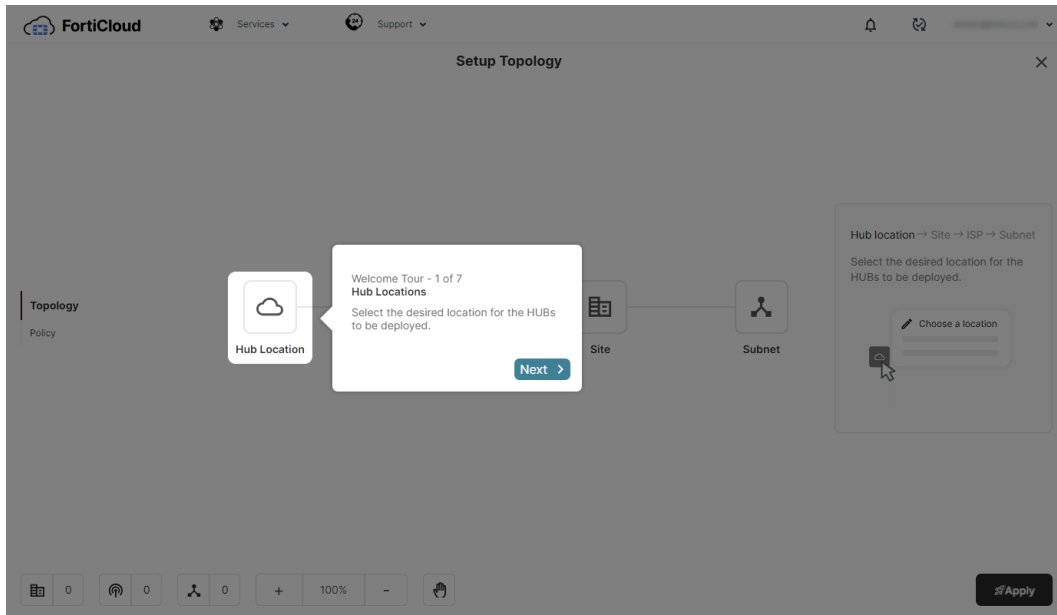 FortiCloud
Services
24
Support
Setup Topology
Topology
Policy
Hub Location
Welcome Tour - 1 of 7
Hub Locations
Select the desired location for the HUBs
to be deployed.
Next
Site
Subnet
Hub location → Site → ISP → Subnet
Select the desired location for the
HUBs to be deployed.
Choose a location
0
0
0
+
100%
-
Apply